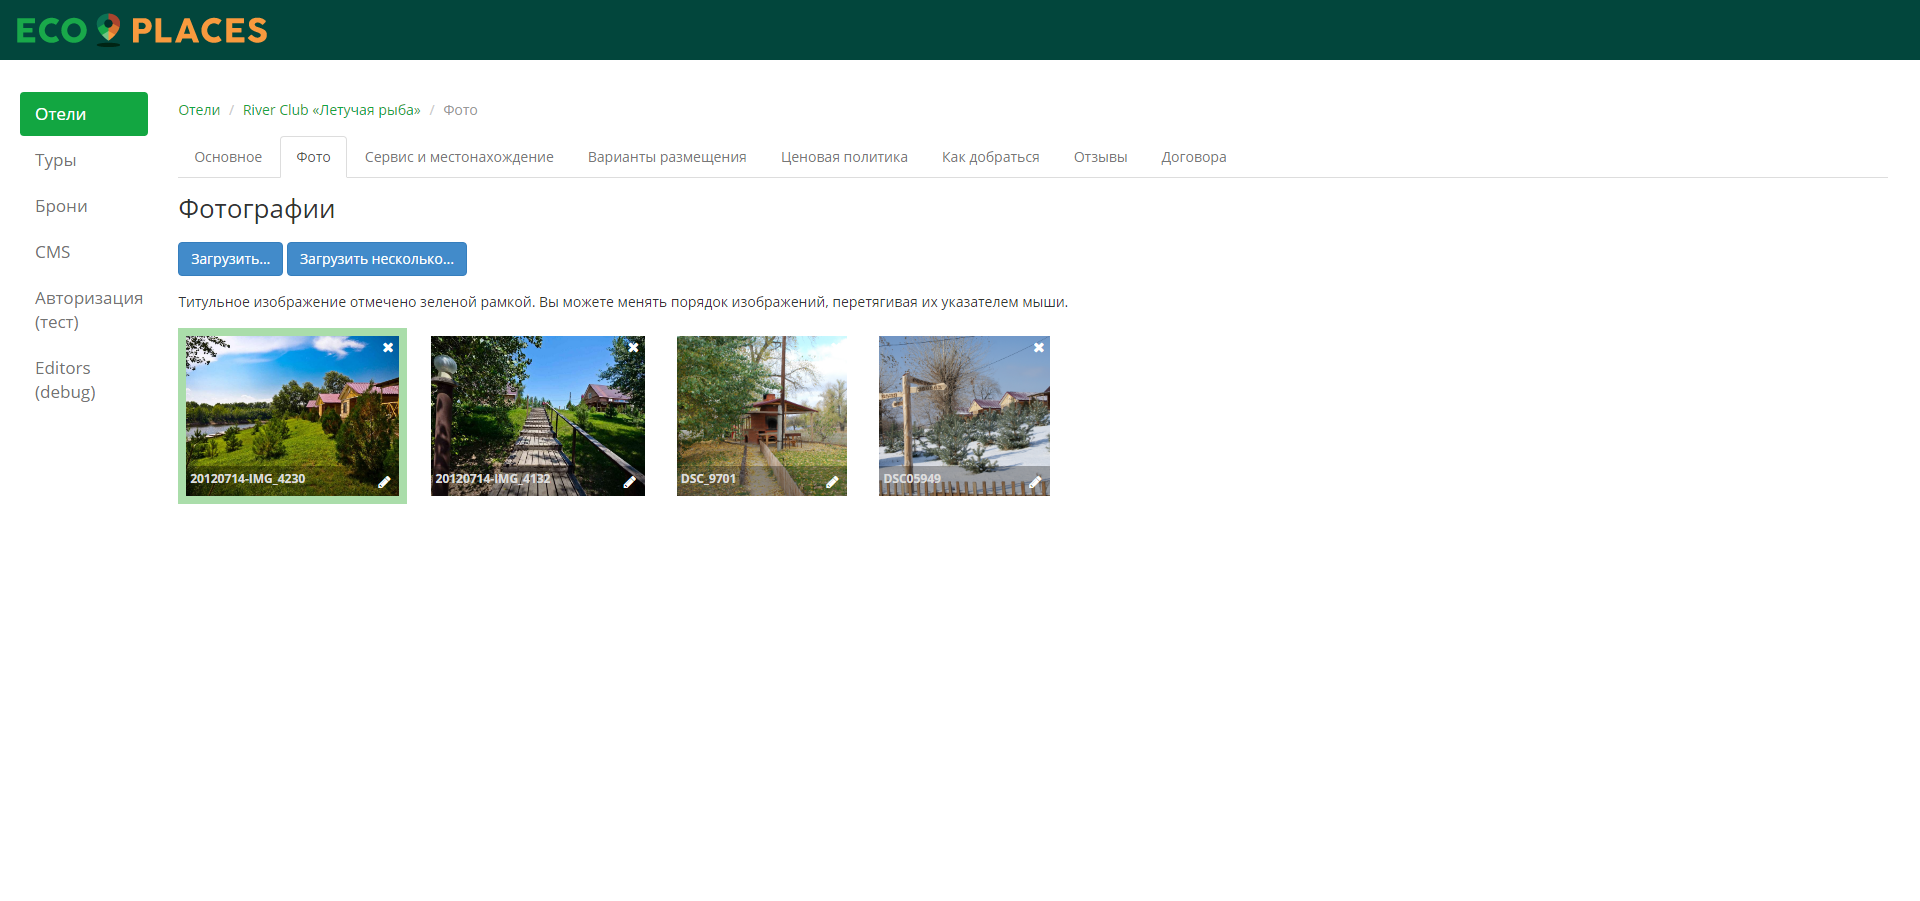 ECO PLACES
Отели
Туры
Брони
CMS
Авторизация
(тест)
Editors
(debug)
Отели / River Club «Летучая рыба» / Фото
Основное Фото Сервис и местонахождение Варианты размещения Ценовая политика Как добраться Отзывы Договора
Фотографии
Загрузить... Загрузить несколько...
Титульное изображение отмечено зеленой рамкой. Вы можете менять порядок изображений, перетягивая их указателем мыши.
20120714-IMG_4230 20120714-IMG_4132 DSC_9701 DSC05949